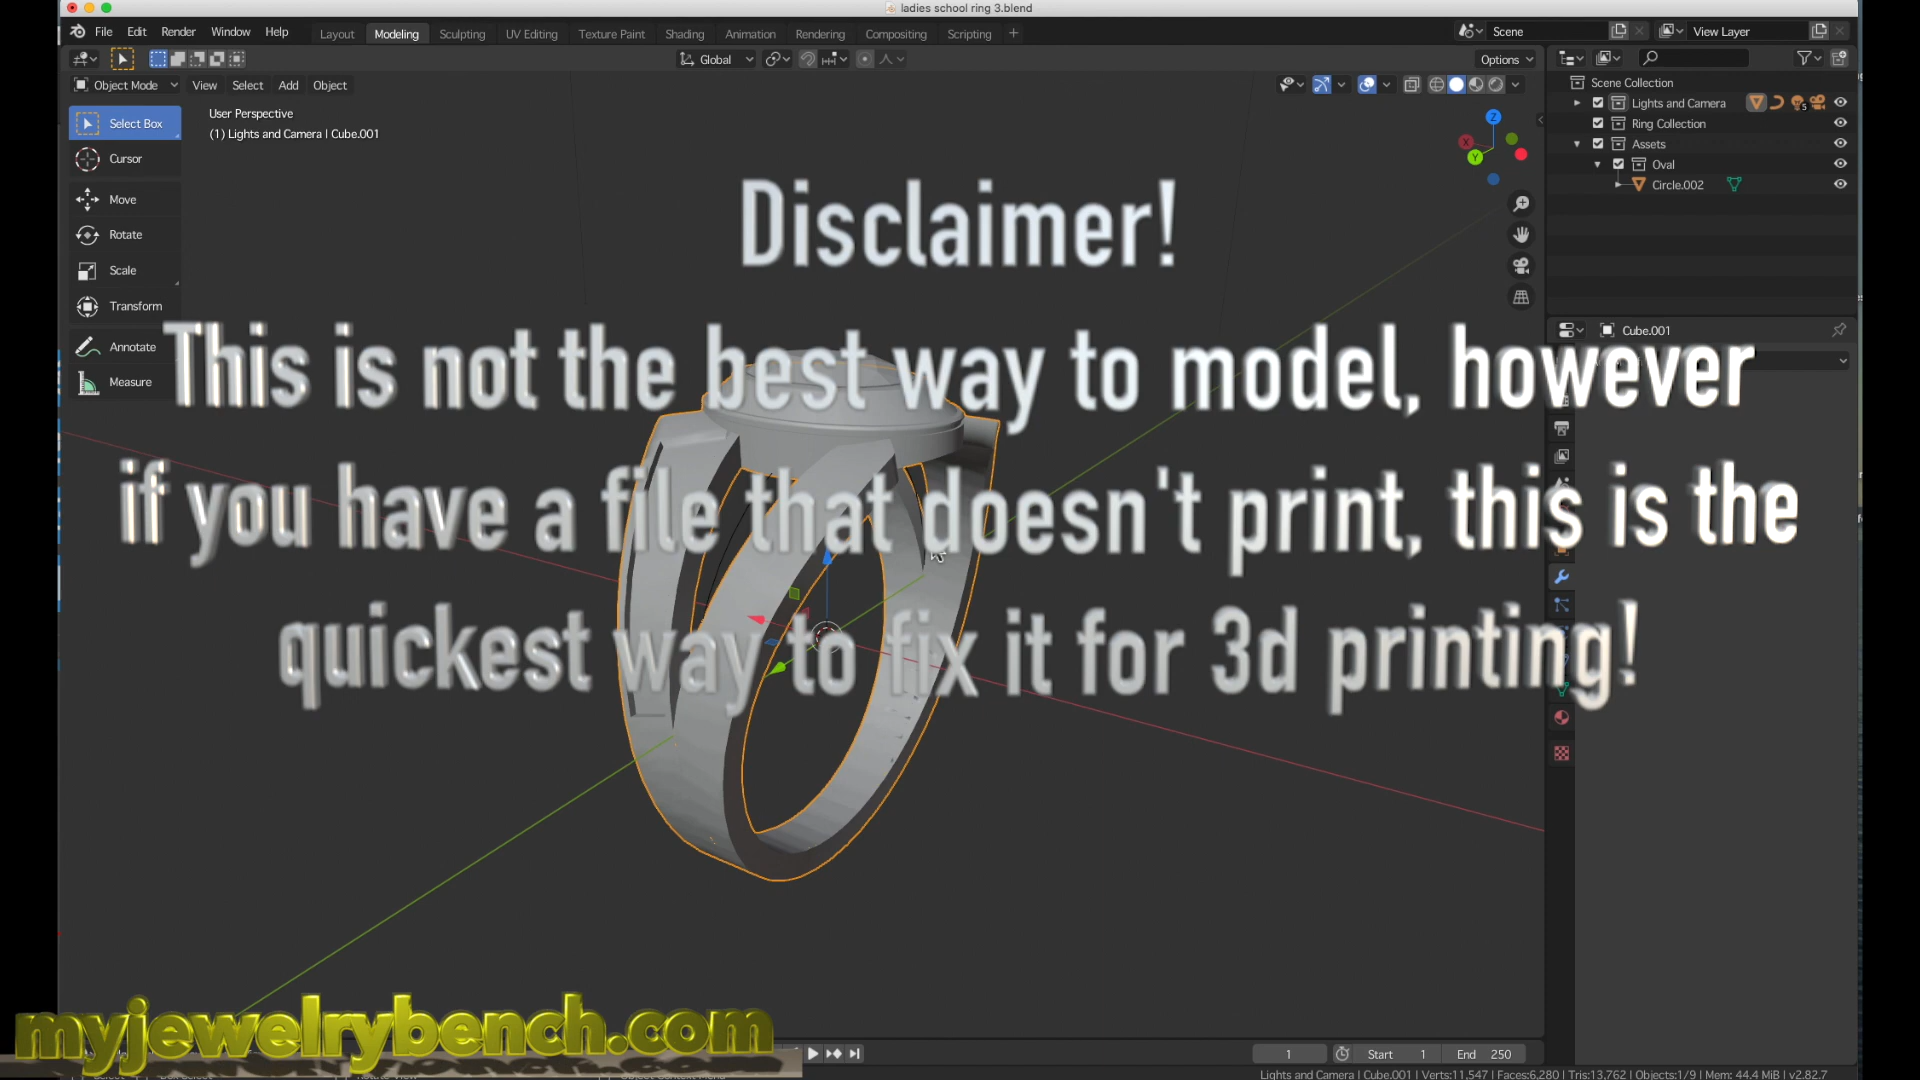 ladies school ring 3.blend
File Edit Render Window Help Layout Modeling Sculpting UV Editing Texture Paint Shading Animation Rendering Compositing Scripting + Scene View Layer
Global Options
Object Mode View Select Add Object
Scene Collection
Lights and Camera
Ring Collection
Assets
Oval
Circle.002
Select Box
User Perspective
(1) Lights and Camera | Cube.001
Cursor
Move
Rotate
Scale
Transform
Annotate
Measure
Z
X
Y
Cube.001
Disclaimer!
This is not the best way to model, however
if you have a file that doesn't print, this is the
quickest way to fix it for 3d printing!
myjewelrybench.com
1 Start 1 End 250
Lights and Camera | Cube.001 | Verts:11,547 | Faces:6,280 | Tris:13,762 | Objects:1/9 | Mem: 44.4 MiB | v2.82.7